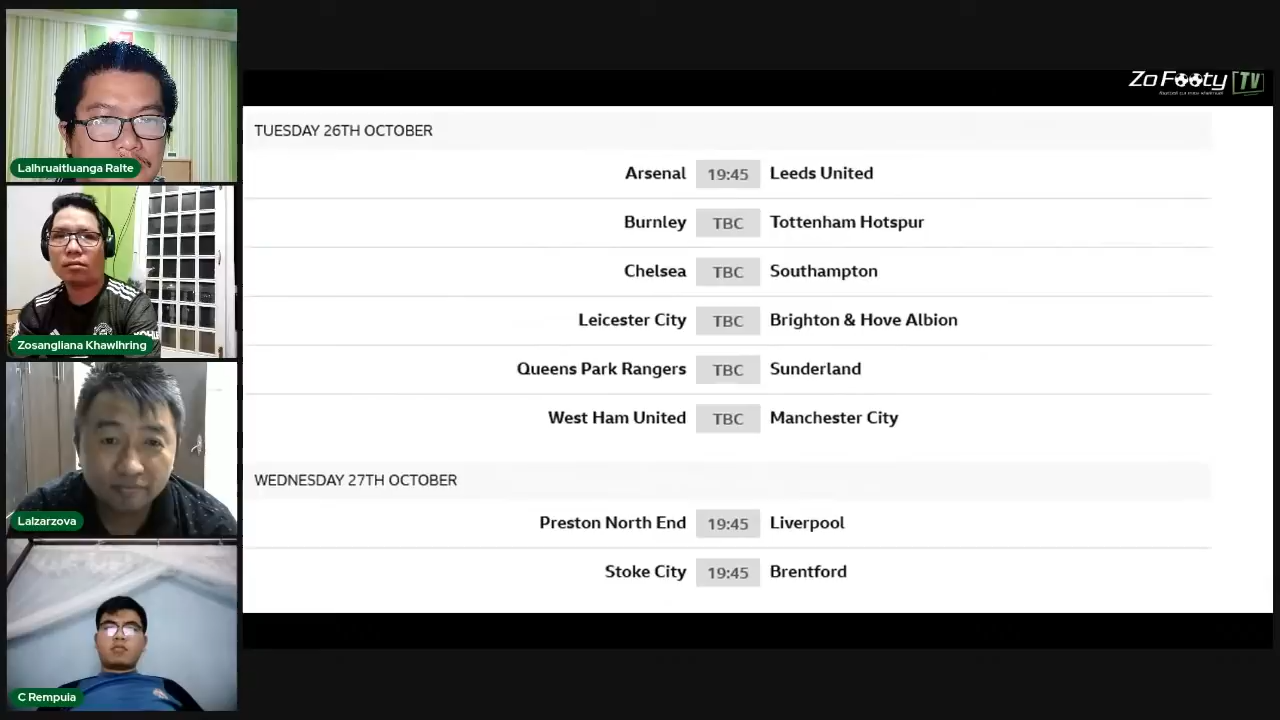 ZoFooty TV
TUESDAY 26TH OCTOBER
Arsenal 19:45 Leeds United
Burnley TBC Tottenham Hotspur
Chelsea TBC Southampton
Leicester City TBC Brighton & Hove Albion
Queens Park Rangers TBC Sunderland
West Ham United TBC Manchester City
WEDNESDAY 27TH OCTOBER
Preston North End 19:45 Liverpool
Stoke City 19:45 Brentford
Lalhruaitluanga Ralte
Zosangliana Khawlhring
Lalzarzova
C Rempuia